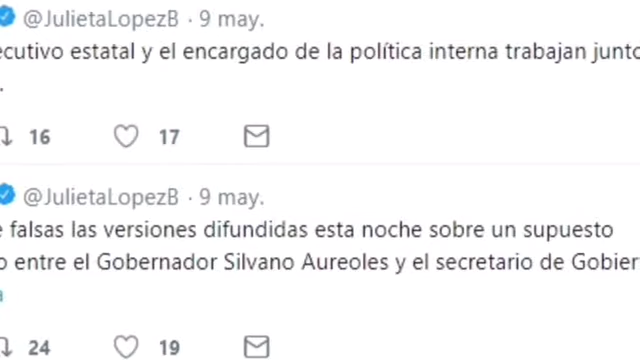 @JulietaLopezB · 9 may.
ecutivo estatal y el encargado de la política interna trabajan junto
.
16 17
@JulietaLopezB · 9 may.
e falsas las versiones difundidas esta noche sobre un supuesto
o entre el Gobernador Silvano Aureoles y el secretario de Gobier
a
24 19